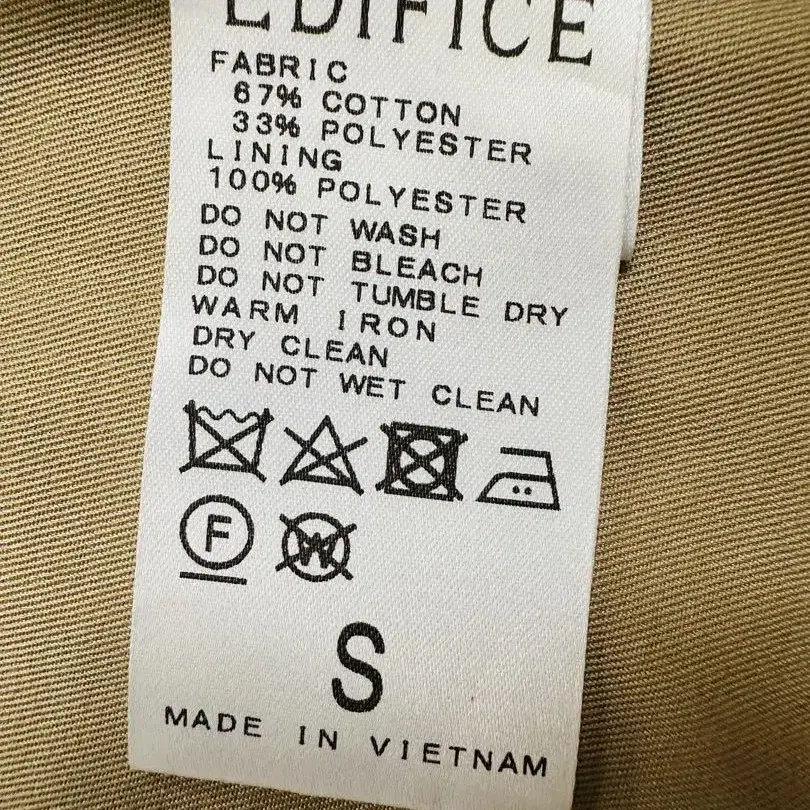 EDIFICE
FABRIC
67% COTTON
33% POLYESTER
LINING
100% POLYESTER
DO NOT WASH
DO NOT BLEACH
DO NOT TUMBLE DRY
WARM IRON
DRY CLEAN
DO NOT WET CLEAN
F W
S
MADE IN VIETNAM